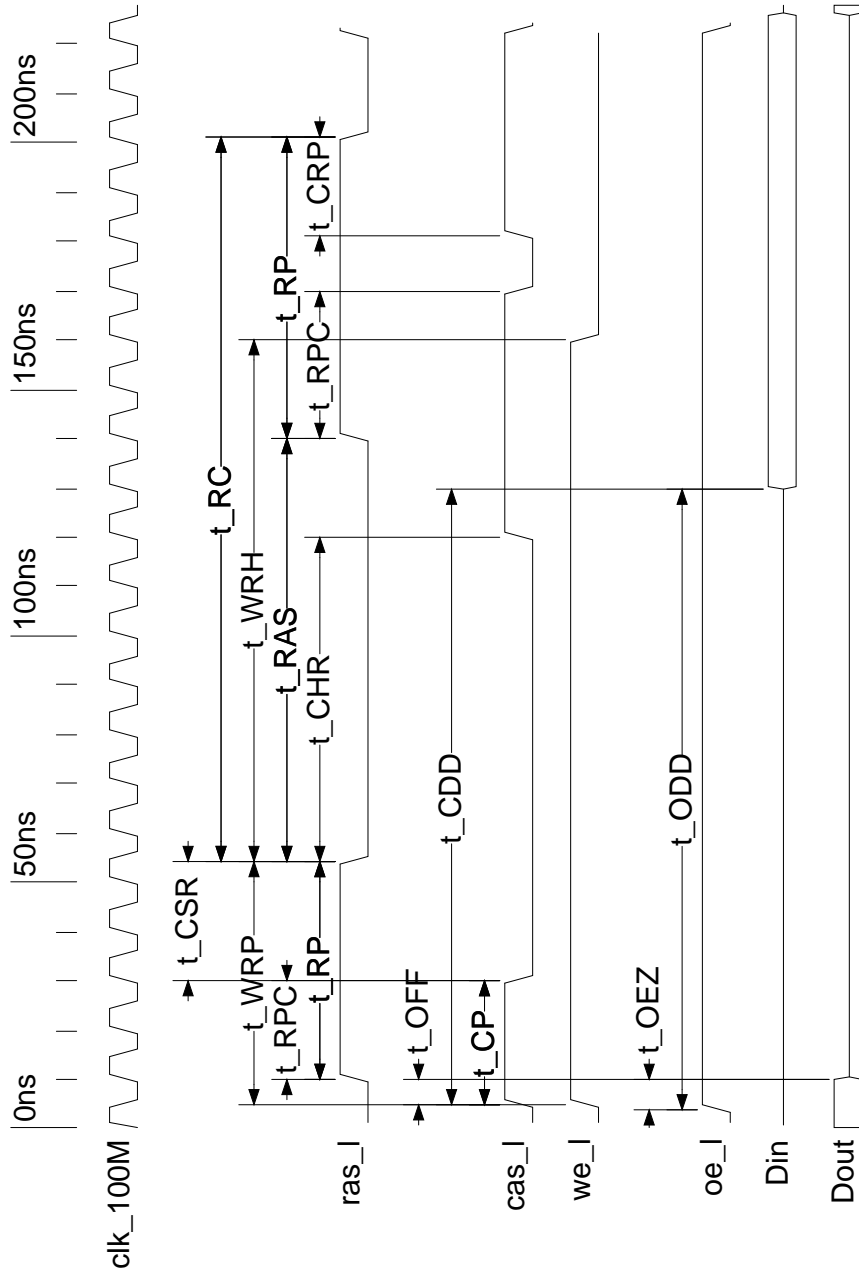 0ns
50ns
100ns
150ns
200ns
clk_100M
t_CSR
t_RC
t_WRP
t_WRH
t_RPC
t_RAS
t_RP
t_RP
t_CHR
t_RPC
t_CRP
ras_l
t_OFF
t_CDD
t_CP
cas_l
we_l
t_OEZ
t_ODD
oe_l
Din
Dout